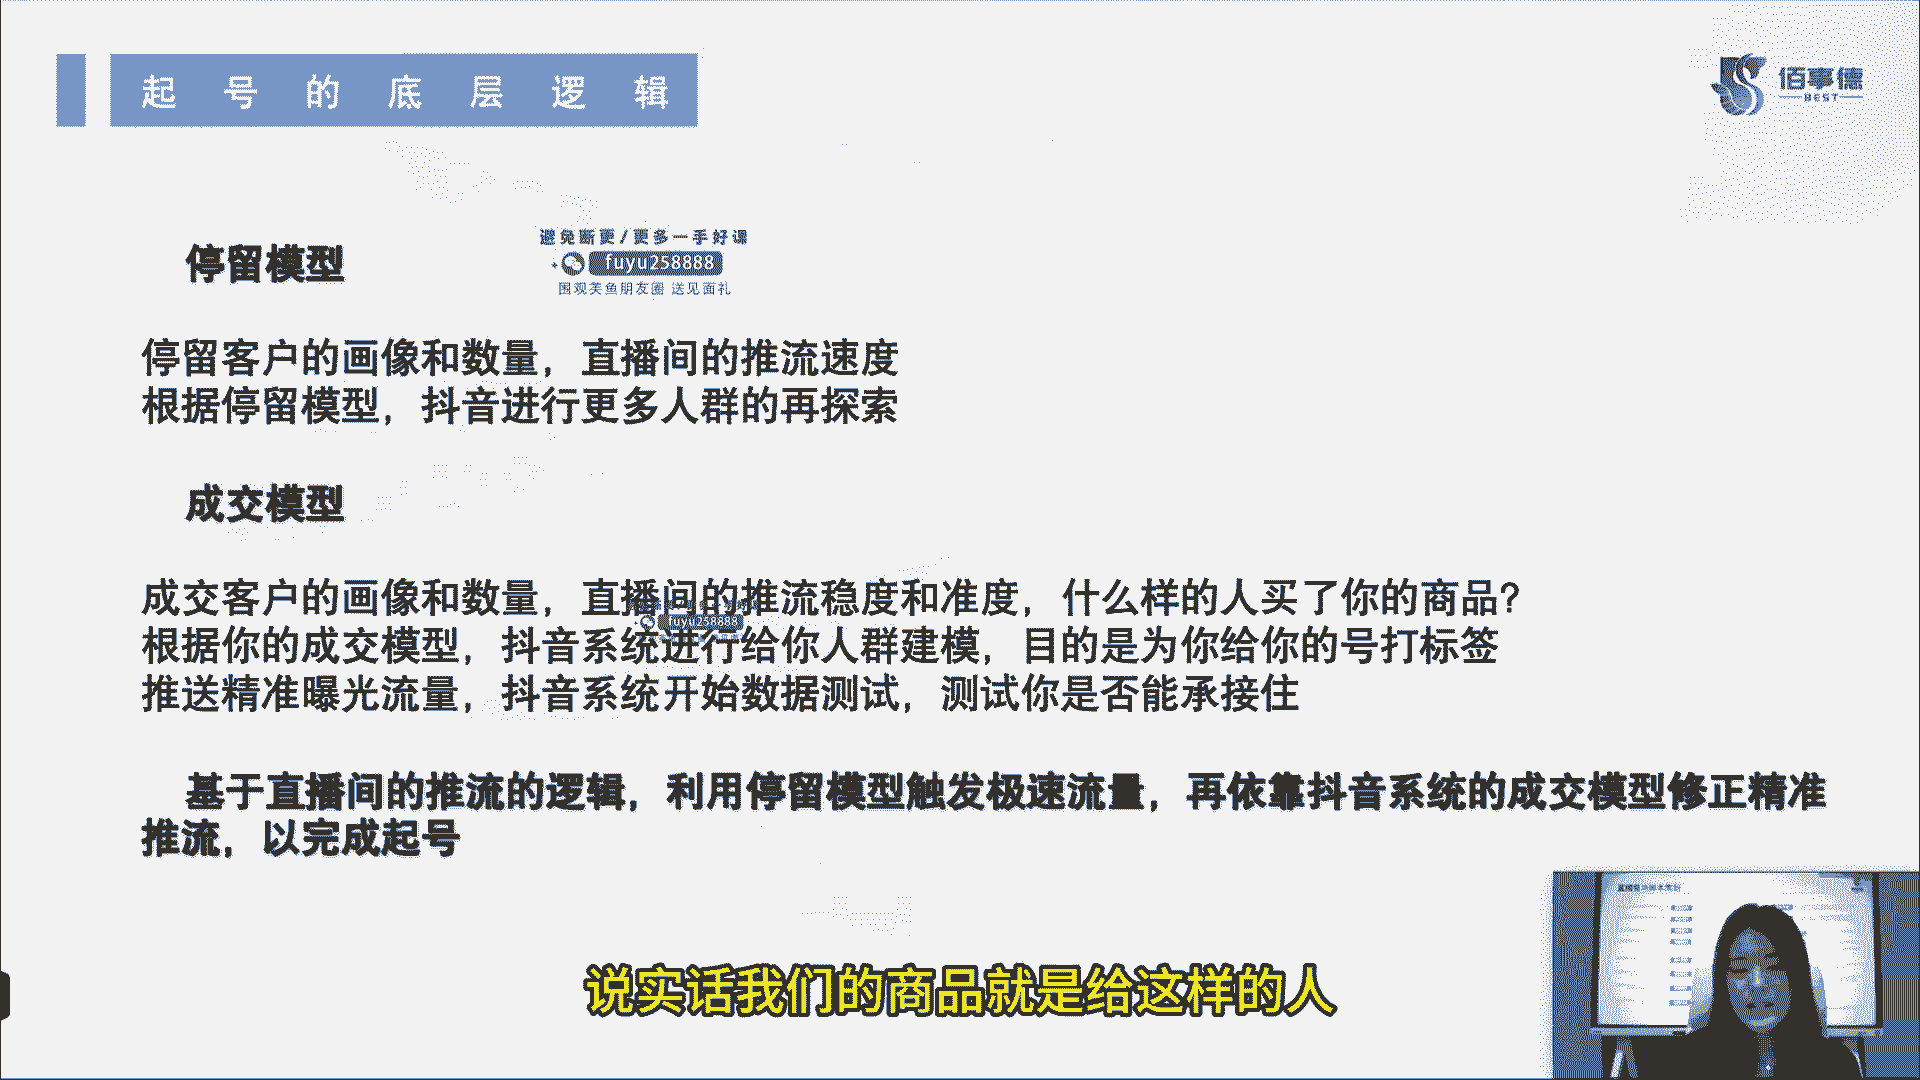 起号的底层逻辑
佰事德
BEST
停留模型
避免断更/更多一手好课
fuyu258888
围观芙鱼朋友圈 送见面礼
停留客户的画像和数量，直播间的推流速度
根据停留模型，抖音进行更多人群的再探索
成交模型
成交客户的画像和数量，直播间的推流稳度和准度，什么样的人买了你的商品?
fuyu258888
根据你的成交模型，抖音系统进行给你人群建模，目的是为你给你的号打标签
推送精准曝光流量，抖音系统开始数据测试，测试你是否能承接住
基于直播间的推流的逻辑，利用停留模型触发极速流量，再依靠抖音系统的成交模型修正精准
推流，以完成起号
说实话我们的商品就是给这样的人